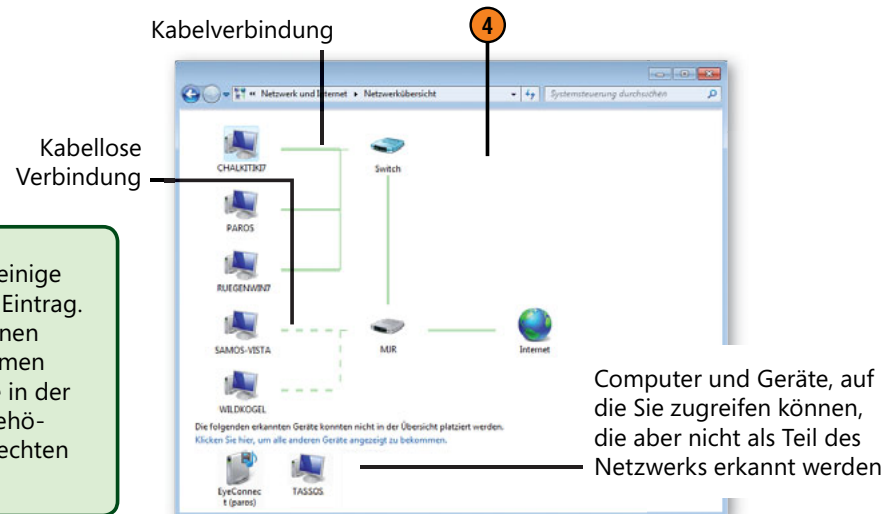 Kabelverbindung
4
« Netzwerk und Internet ▸ Netzwerkübersicht
Systemsteuerung durchsuchen
Kabellose
Verbindung
CHALKITIKI7
Switch
PAROS
RUEGENWIN7
einige
Eintrag.
nen
men
in der
ehö-
echten
SAMOS-VISTA
MJR
Internet
WILDKOGEL
Computer und Geräte, auf
die Sie zugreifen können,
die aber nicht als Teil des
Netzwerks erkannt werden
Die folgenden erkannten Geräte konnten nicht in der Übersicht platziert werden.
Klicken Sie hier, um alle anderen Geräte angezeigt zu bekommen.
EyeConnec
t (paros)
TASSOS